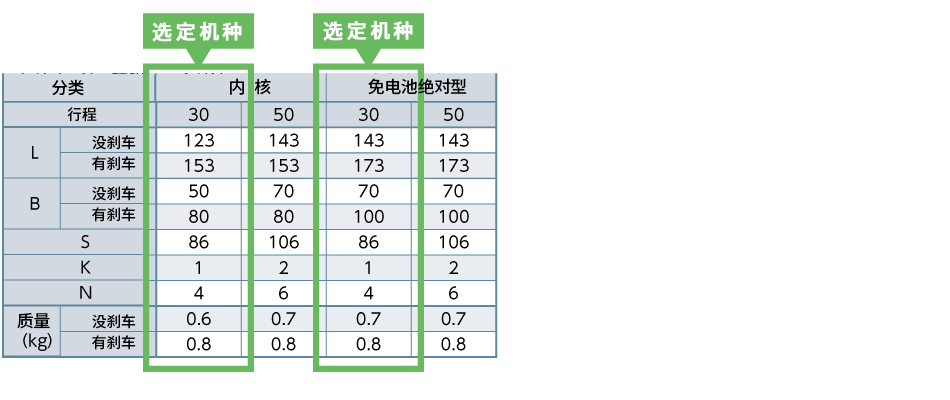 选定机种 选定机种
分类 内 核 免电池绝对型
行程 30 50 30 50
L 没刹车 123 143 143 143
有刹车 153 153 173 173
B 没刹车 50 70 70 70
有刹车 80 80 100 100
S 86 106 86 106
K 1 2 1 2
N 4 6 4 6
质量 (kg) 没刹车 0.6 0.7 0.7 0.7
有刹车 0.8 0.8 0.8 0.8